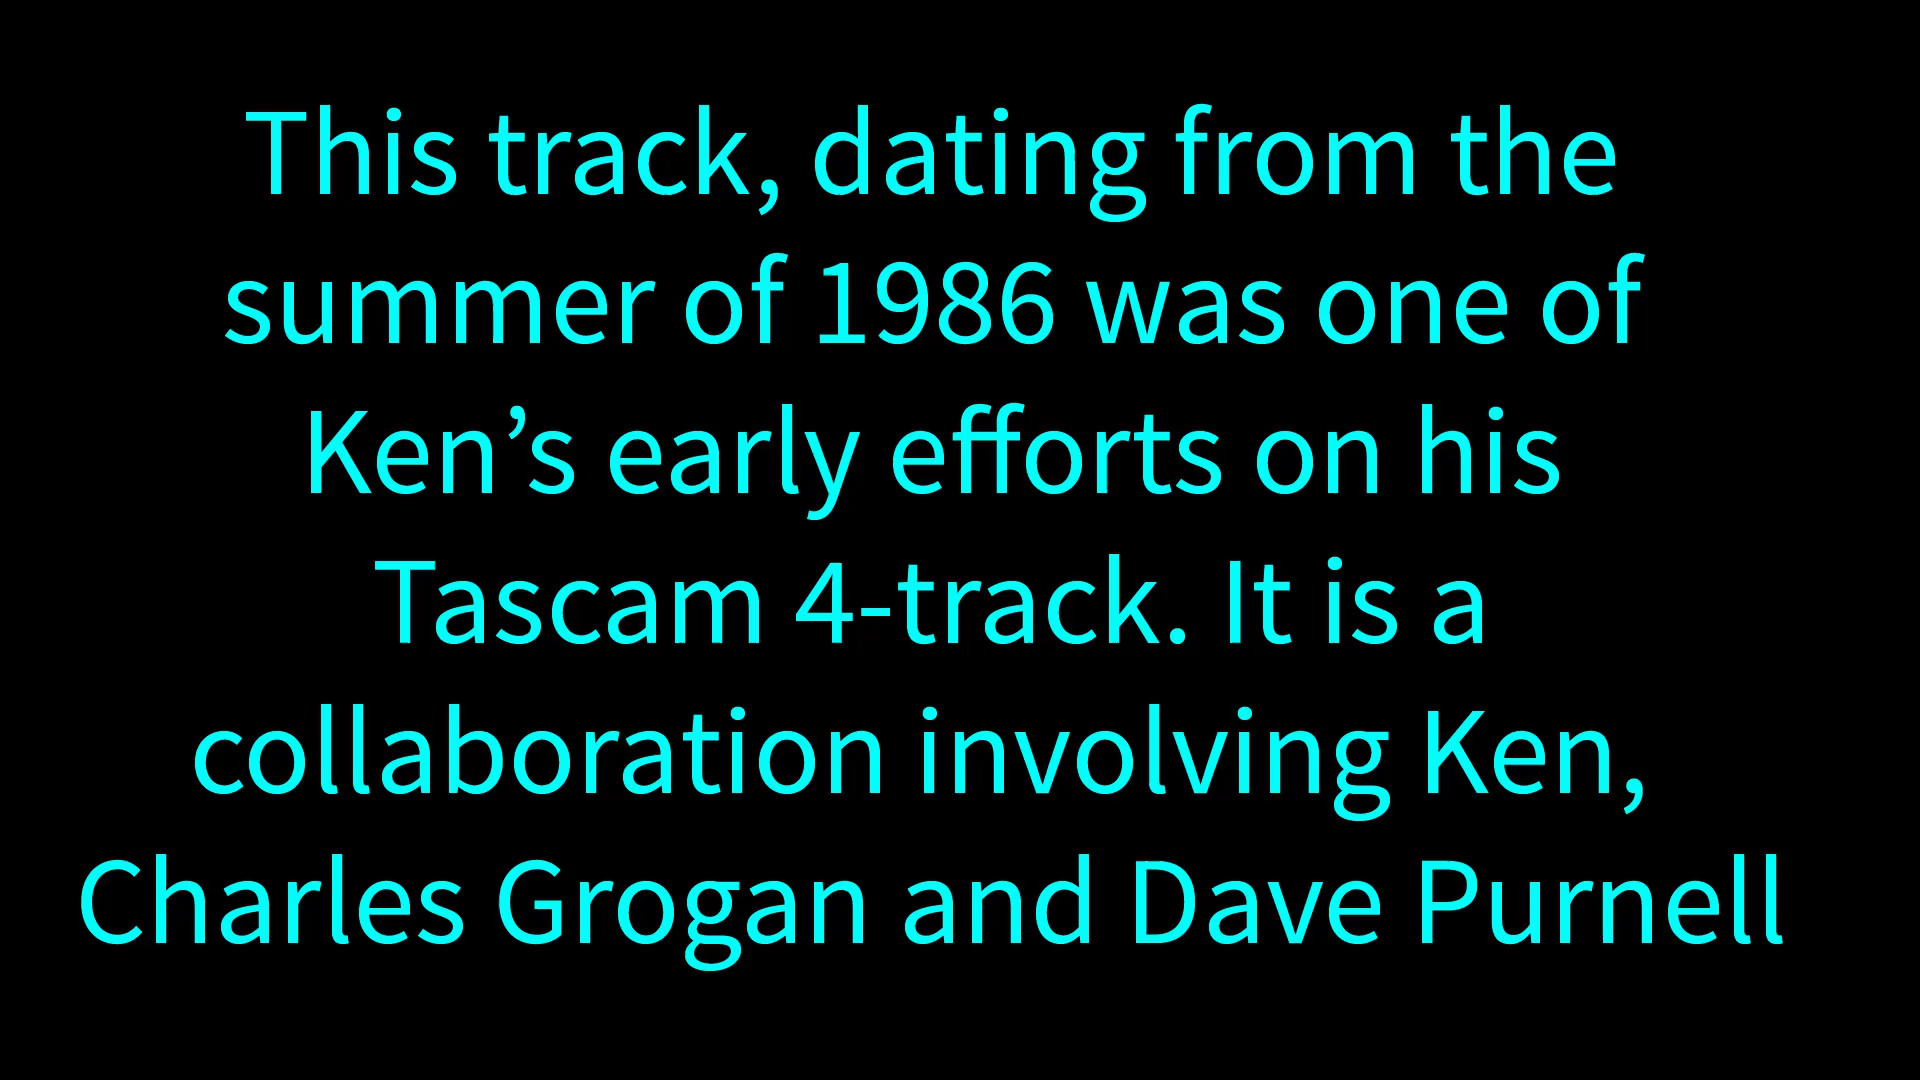 This track, dating from the
summer of 1986 was one of
Ken’s early efforts on his
Tascam 4-track. It is a
collaboration involving Ken,
Charles Grogan and Dave Purnell